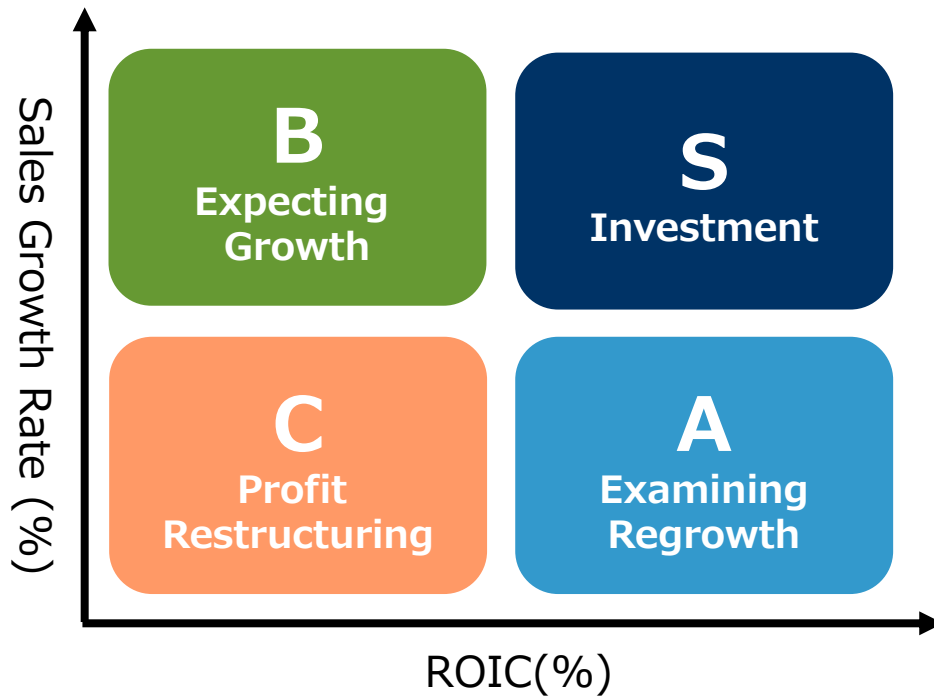 Sales Growth Rate (%)
B
Expecting
Growth
S
Investment
C
Profit
Restructuring
A
Examining
Regrowth
ROIC(%)